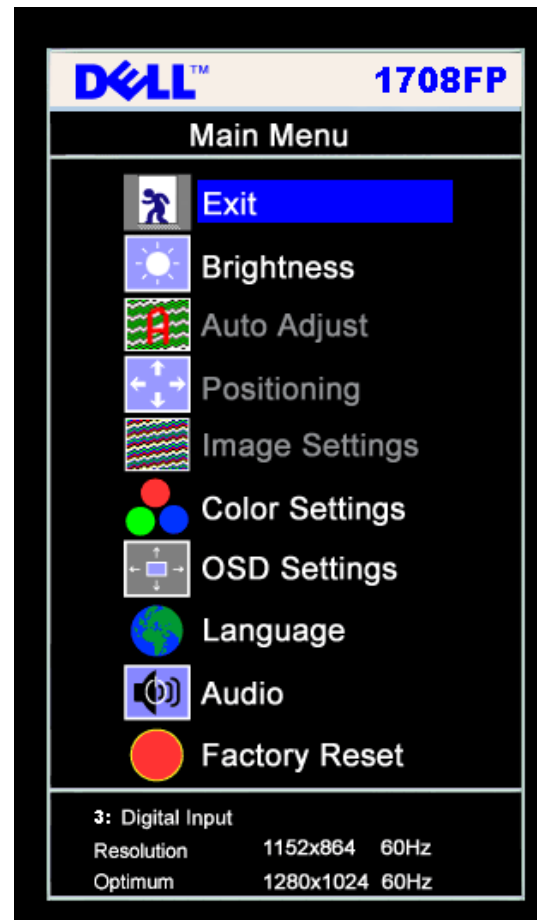 DELL™ 1708FP
Main Menu
Exit
Brightness
Auto Adjust
Positioning
Image Settings
Color Settings
OSD Settings
Language
Audio
Factory Reset
3: Digital Input
Resolution 1152x864 60Hz
Optimum 1280x1024 60Hz